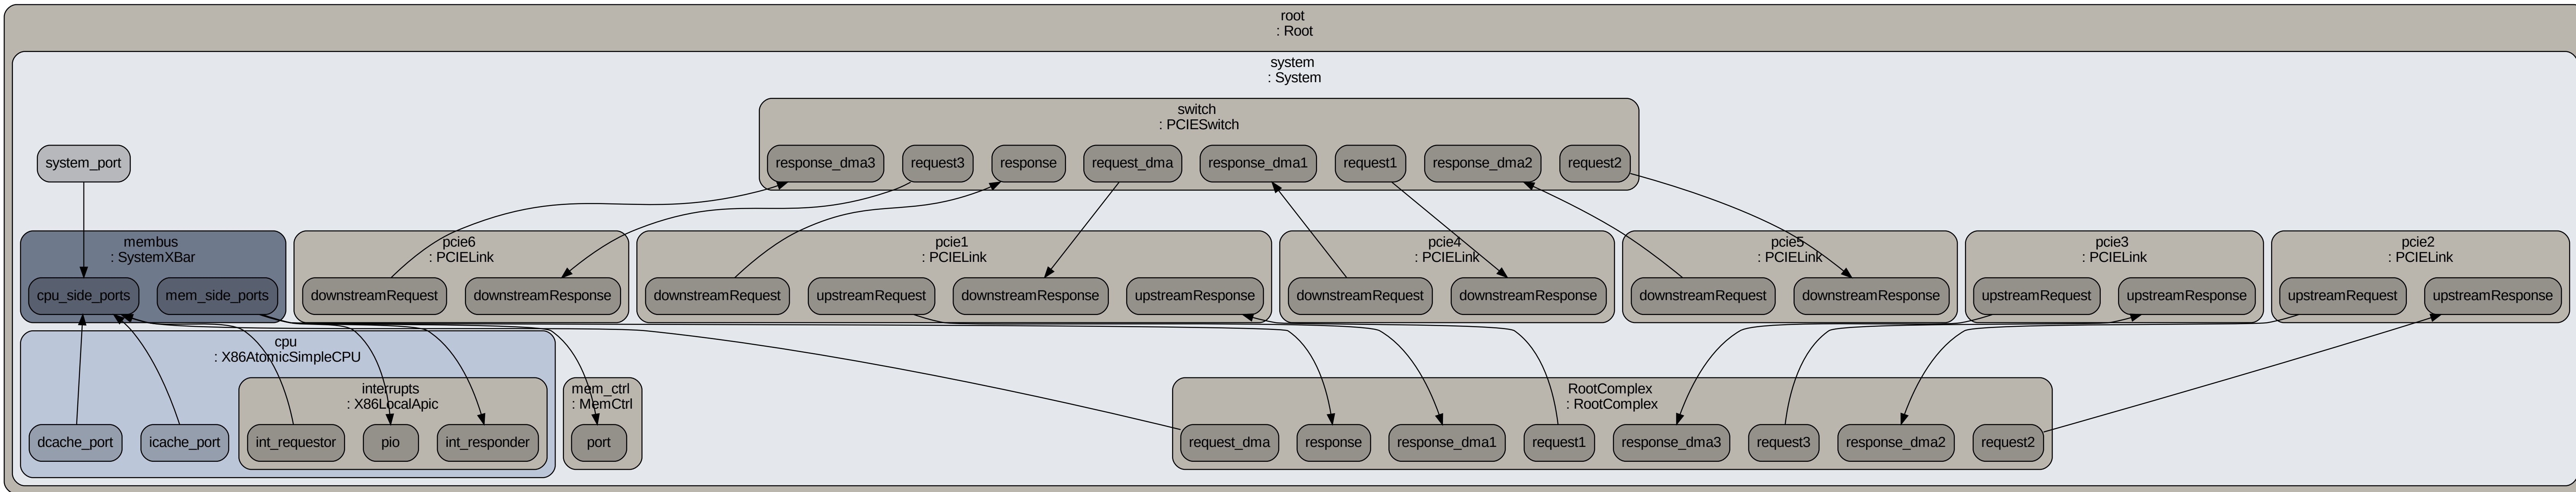 root
: Root
system
: System
switch
: PCIESwitch
system_port
response_dma3
request3
response
request_dma
response_dma1
request1
response_dma2
request2
membus
: SystemXBar
cpu_side_ports
mem_side_ports
pcie6
: PCIELink
downstreamRequest
downstreamResponse
pcie1
: PCIELink
downstreamRequest
upstreamRequest
downstreamResponse
upstreamResponse
pcie4
: PCIELink
downstreamRequest
downstreamResponse
pcie5
: PCIELink
downstreamRequest
downstreamResponse
pcie3
: PCIELink
upstreamRequest
upstreamResponse
pcie2
: PCIELink
upstreamRequest
upstreamResponse
cpu
: X86AtomicSimpleCPU
dcache_port
icache_port
interrupts
: X86LocalApic
int_requestor
pio
int_responder
mem_ctrl
: MemCtrl
port
RootComplex
: RootComplex
request_dma
response
response_dma1
request1
response_dma3
request3
response_dma2
request2